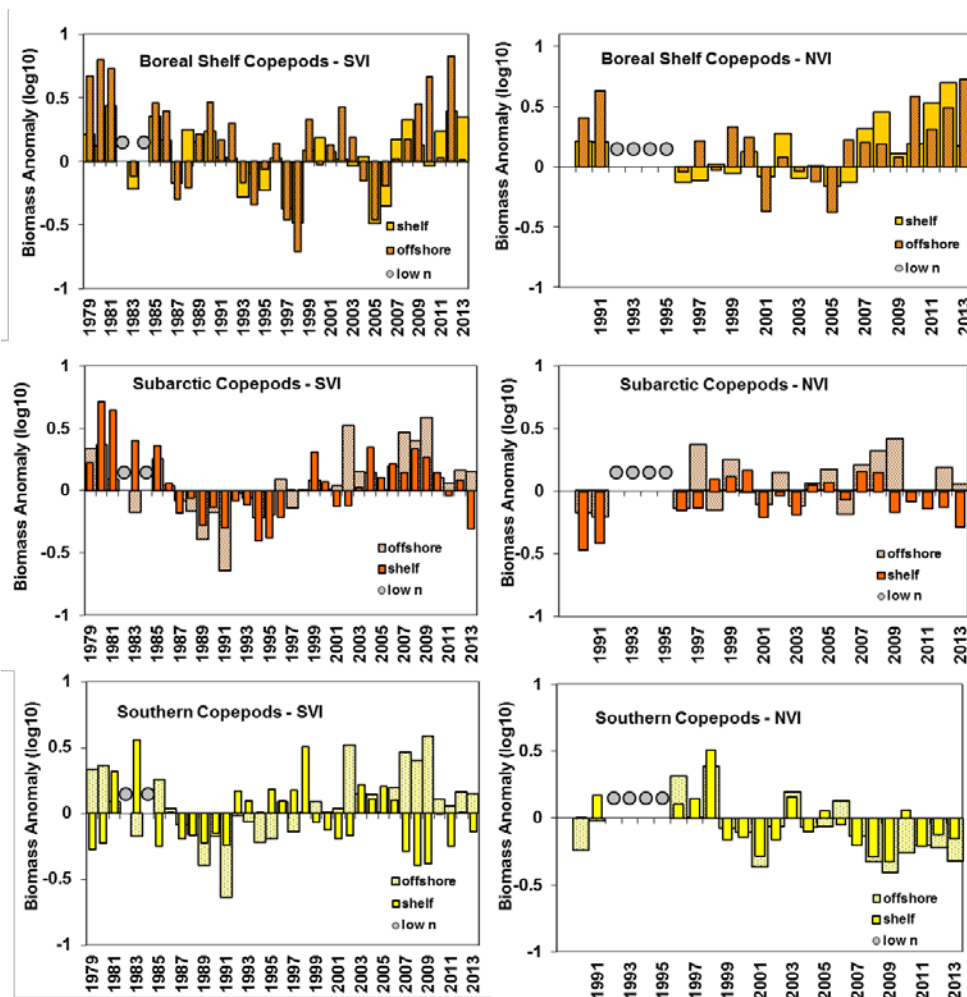 Boreal Shelf Copepods - SVI
Biomass Anomaly (log10)
1
0.5
0
-0.5
-1
shelf
offshore
low n
1979 1981 1983 1985 1987 1989 1991 1993 1995 1997 1999 2001 2003 2005 2007 2009 2011 2013
Boreal Shelf Copepods - NVI
Biomass Anomaly (log10)
1
0.5
0
-0.5
-1
shelf
offshore
low n
1991 1993 1995 1997 1999 2001 2003 2005 2007 2009 2011 2013
Subarctic Copepods - SVI
Biomass Anomaly (log10)
1
0.5
0
-0.5
-1
offshore
shelf
low n
1979 1981 1983 1985 1987 1989 1991 1993 1995 1997 1999 2001 2003 2005 2007 2009 2011 2013
Subarctic Copepods - NVI
Biomass Anomaly (log10)
1
0.5
0
-0.5
-1
offshore
shelf
low n
1991 1993 1995 1997 1999 2001 2003 2005 2007 2009 2011 2013
Southern Copepods - SVI
Biomass Anomaly (log10)
1
0.5
0
-0.5
-1
offshore
shelf
low n
1979 1981 1983 1985 1987 1989 1991 1993 1995 1997 1999 2001 2003 2005 2007 2009 2011 2013
Southern Copepods - NVI
Biomass Anomaly (log10)
1
0.5
0
-0.5
-1
offshore
shelf
low n
1991 1993 1995 1997 1999 2001 2003 2005 2007 2009 2011 2013